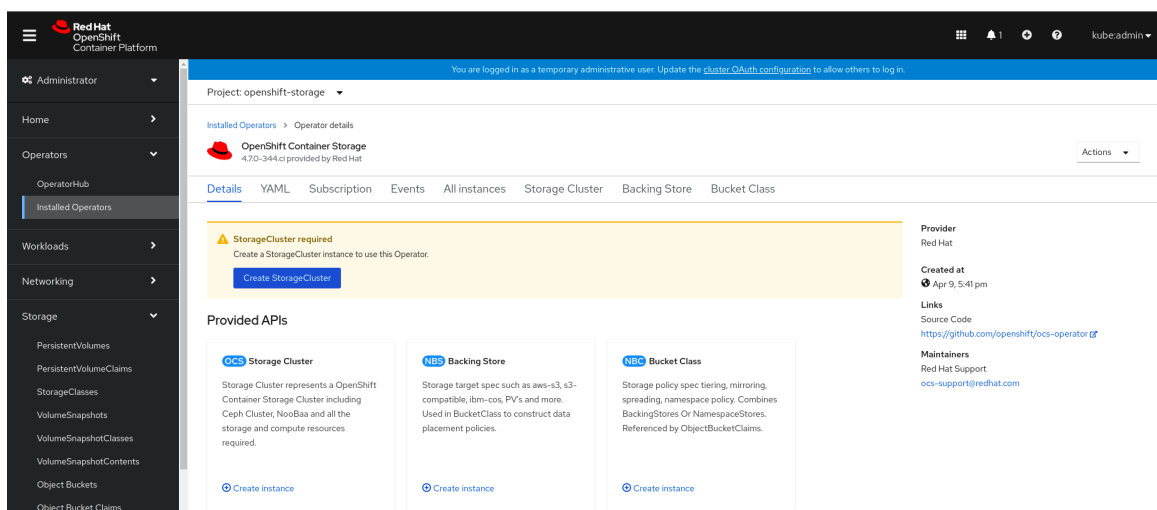 Red Hat
OpenShift
Container Platform
1
kube:admin
Administrator
You are logged in as a temporary administrative user. Update the cluster OAuth configuration to allow others to log in.
Project: openshift-storage
Home
Operators
OperatorHub
Installed Operators
Workloads
Networking
Storage
PersistentVolumes
PersistentVolumeClaims
StorageClasses
VolumeSnapshots
VolumeSnapshotClasses
VolumeSnapshotContents
Object Buckets
Object Bucket Claims
Installed Operators > Operator details
OpenShift Container Storage
4.7.0-344.ci provided by Red Hat
Actions
Details YAML Subscription Events All instances Storage Cluster Backing Store Bucket Class
StorageCluster required
Create a StorageCluster instance to use this Operator.
Create StorageCluster
Provided APIs
OCS Storage Cluster
Storage Cluster represents a OpenShift
Container Storage Cluster including
Ceph Cluster, NooBaa and all the
storage and compute resources
required.
Create instance
NBS Backing Store
Storage target spec such as aws-s3, s3-
compatible, ibm-cos, PV's and more.
Used in BucketClass to construct data
placement policies.
Create instance
NBC Bucket Class
Storage policy spec tiering, mirroring,
spreading, namespace policy. Combines
BackingStores Or NamespaceStores.
Referenced by ObjectBucketClaims.
Create instance
Provider
Red Hat
Created at
Apr 9, 5:41 pm
Links
Source Code
https://github.com/openshift/ocs-operator
Maintainers
Red Hat Support
ocs-support@redhat.com